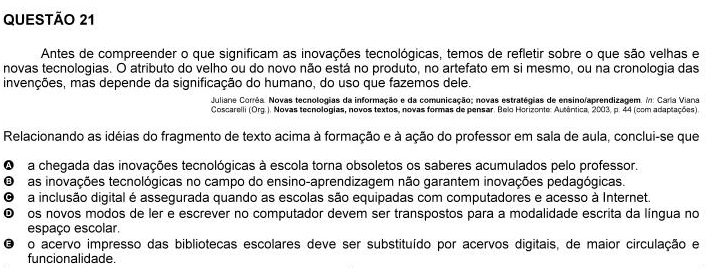 QUESTÃO 21
Antes de compreender o que significam as inovações tecnológicas, temos de refletir sobre o que são velhas e
novas tecnologias. O atributo do velho ou do novo não está no produto, no artefato em si mesmo, ou na cronologia das
invenções, mas depende da significação do humano, do uso que fazemos dele.
Juliane Corrêa. Novas tecnologias da informação e da comunicação; novas estratégias de ensino/aprendizagem. In: Carla Viana
Coscarelli (Org.). Novas tecnologias, novos textos, novas formas de pensar. Belo Horizonte: Autêntica, 2003, p. 44 (com adaptações).
Relacionando as idéias do fragmento de texto acima à formação e à ação do professor em sala de aula, conclui-se que
A a chegada das inovações tecnológicas à escola torna obsoletos os saberes acumulados pelo professor.
B as inovações tecnológicas no campo do ensino-aprendizagem não garantem inovações pedagógicas.
C a inclusão digital é assegurada quando as escolas são equipadas com computadores e acesso à Internet.
D os novos modos de ler e escrever no computador devem ser transpostos para a modalidade escrita da língua no
espaço escolar.
E o acervo impresso das bibliotecas escolares deve ser substituído por acervos digitais, de maior circulação e
funcionalidade.